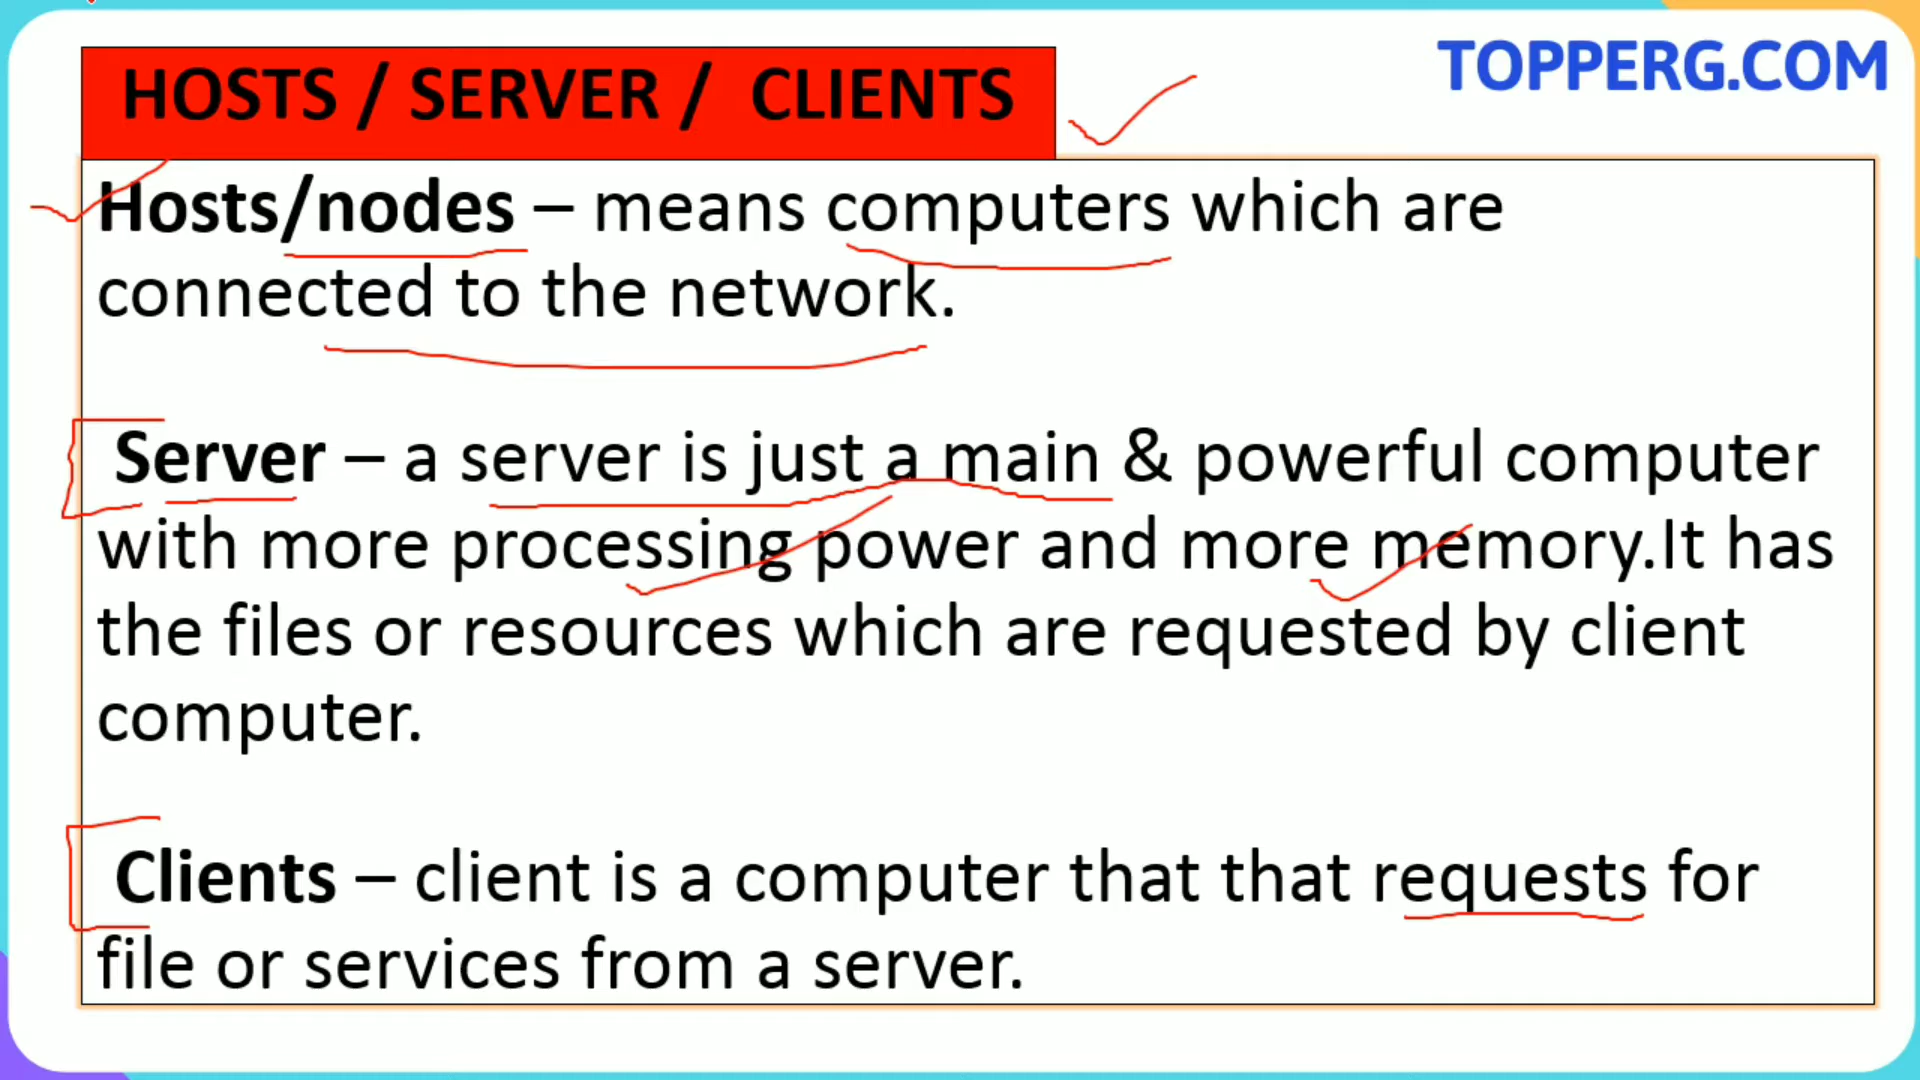 TOPPERG.COM
HOSTS / SERVER / CLIENTS
Hosts/nodes – means computers which are
connected to the network.
Server – a server is just a main & powerful computer
with more processing power and more memory.It has
the files or resources which are requested by client
computer.
Clients – client is a computer that that requests for
file or services from a server.